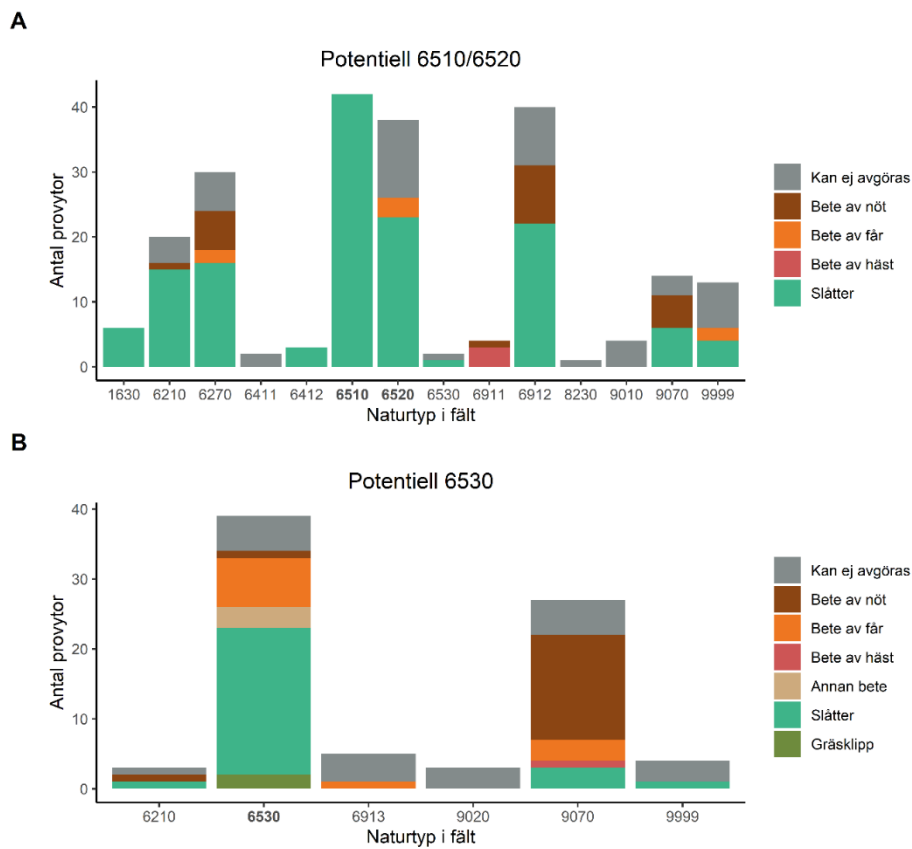 A
Potentiell 6510/6520
Antal provytor
40
30
20
10
0
1630 6210 6270 6411 6412 6510 6520 6530 6911 6912 8230 9010 9070 9999
Naturtyp i fält
Kan ej avgöras
Bete av nöt
Bete av får
Bete av häst
Slåtter
B
Potentiell 6530
Antal provytor
40
30
20
10
0
6210 6530 6913 9020 9070 9999
Naturtyp i fält
Kan ej avgöras
Bete av nöt
Bete av får
Bete av häst
Annan bete
Slåtter
Gräsklipp